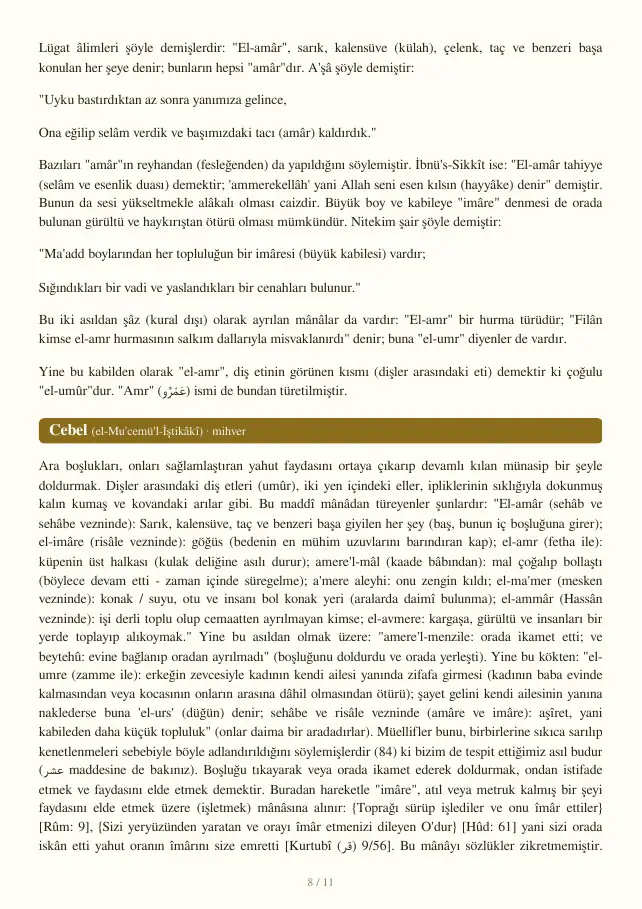 Lügat âlimleri şöyle demişlerdir: "El-amâr", sarık, kalensüve (külah), çelenk, taç ve benzeri başa
konulan her şeye denir; bunların hepsi "amâr"dır. A'şâ şöyle demiştir:
"Uyku bastırdıktan az sonra yanımıza gelince,
Ona eğilip selâm verdik ve başımızdaki tacı (amâr) kaldırdık."
Bazıları "amâr"ın reyhandan (fesleğenden) da yapıldığını söylemiştir. İbnü's-Sikkît ise: "El-amâr tahiyye
(selâm ve esenlik duası) demektir; 'ammerekellâh' yani Allah seni esen kılsın (hayyâke) denir" demiştir.
Bunun da sesi yükseltmekle alâkalı olması caizdir. Büyük boy ve kabileye "imâre" denmesi de orada
bulunan gürültü ve haykırıştan ötürü olması mümkündür. Nitekim şair şöyle demiştir:
"Ma'add boylarından her topluluğun bir imâresi (büyük kabilesi) vardır;
Sığındıkları bir vadi ve yaslandıkları bir cenahları bulunur."
Bu iki asıldan şâz (kural dışı) olarak ayrılan mânâlar da vardır: "El-amr" bir hurma türüdür; "Filân
kimse el-amr hurmasının salkım dallarıyla misvaklanırdı" denir; buna "el-umr" diyenler de vardır.
Yine bu kabilden olarak "el-amr", diş etinin görünen kısmı (dişler arasındaki eti) demektir ki çoğulu
"el-umûr"dur. "Amr" (عَمْرٌو) ismi de bundan türetilmiştir.
Cebel (el-Mu'cemü'l-İştikâkî) · mihver
Ara boşlukları, onları sağlamlaştıran yahut faydasını ortaya çıkarıp devamlı kılan münasip bir şeyle
doldurmak. Dişler arasındaki diş etleri (umûr), iki yen içindeki eller, ipliklerinin sıklığıyla dokunmuş
kalın kumaş ve kovandaki arılar gibi. Bu maddî mânâdan türeyenler şunlardır: "El-amâr (sehâb ve
sehâbe vezninde): Sarık, kalensüve, taç ve benzeri başa giyilen her şey (baş, bunun iç boşluğuna girer);
el-imâre (risâle vezninde): göğüs (bedenin en mühim uzuvlarını barındıran kap); el-amr (fetha ile):
küpenin üst halkası (kulak deliğine asılı durur); amere'l-mâl (kaade bâbından): mal çoğalıp bollaştı
(böylece devam etti - zaman içinde süregelme); a'mere aleyhi: onu zengin kıldı; el-ma'mer (mesken
vezninde): konak / suyu, otu ve insanı bol konak yeri (aralarda daimî bulunma); el-ammâr (Hassân
vezninde): işi derli toplu olup cemaatten ayrılmayan kimse; el-avmere: kargaşa, gürültü ve insanları bir
yerde toplayıp alıkoymak." Yine bu asıldan olmak üzere: "amere'l-menzile: orada ikamet etti; ve
beytehû: evine bağlanıp oradan ayrılmadı" (boşluğunu doldurdu ve orada yerleşti). Yine bu kökten: "el-
umre (zamme ile): erkeğin zevcesiyle kadının kendi ailesi yanında zifafa girmesi (kadının baba evinde
kalmasından veya kocasının onların arasına dâhil olmasından ötürü); şayet gelini kendi ailesinin yanına
naklederse buna 'el-urs' (düğün) denir; sehâbe ve risâle vezninde (amâre ve imâre): aşîret, yani
kabileden daha küçük topluluk" (onlar daima bir aradadırlar). Müellifler bunu, birbirlerine sıkıca sarılıp
kenetlenmeleri sebebiyle böyle adlandırıldığını söylemişlerdir (84) ki bizim de tespit ettiğimiz asıl budur
(عشر maddesine de bakınız). Boşluğu tıkayarak veya orada ikamet ederek doldurmak, ondan istifade
etmek ve faydasını elde etmek demektir. Buradan hareketle "imâre", atıl veya metruk kalmış bir şeyi
faydasını elde etmek üzere (işletmek) mânâsına alınır: {Toprağı sürüp işlediler ve onu îmâr ettiler}
[Rûm: 9], {Sizi yeryüzünden yaratan ve orayı îmâr etmenizi dileyen O'dur} [Hûd: 61] yani sizi orada
iskân etti yahut oranın îmârını size emretti [Kurtubî (قر) 9/56]. Bu mânâyı sözlükler zikretmemiştir.
8 / 11